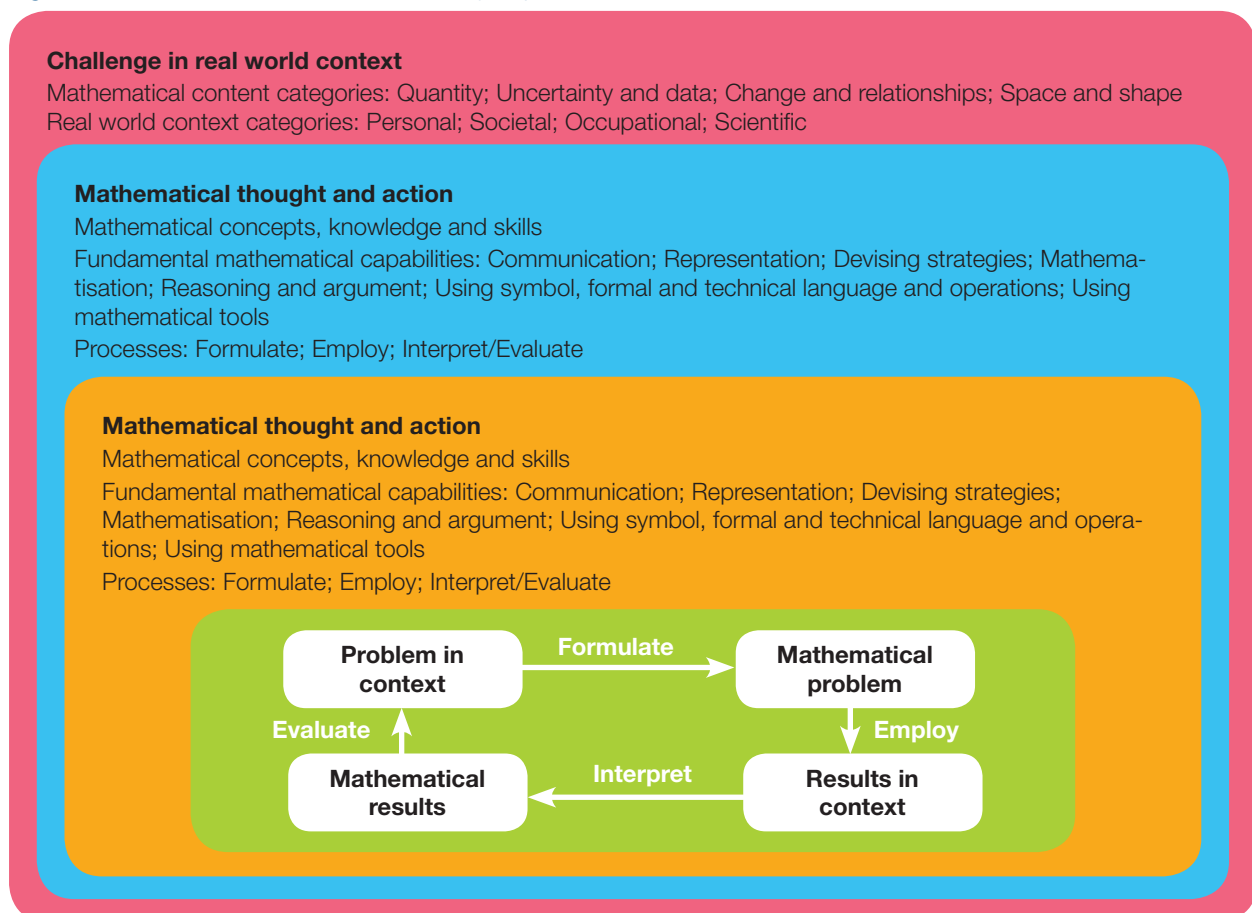 Challenge in real world context
Mathematical content categories: Quantity; Uncertainty and data; Change and relationships; Space and shape
Real world context categories: Personal; Societal; Occupational; Scientific
Mathematical thought and action
Mathematical concepts, knowledge and skills
Fundamental mathematical capabilities: Communication; Representation; Devising strategies; Mathema-
tisation; Reasoning and argument; Using symbol, formal and technical language and operations; Using
mathematical tools
Processes: Formulate; Employ; Interpret/Evaluate
Mathematical thought and action
Mathematical concepts, knowledge and skills
Fundamental mathematical capabilities: Communication; Representation; Devising strategies;
Mathematisation; Reasoning and argument; Using symbol, formal and technical language and opera-
tions; Using mathematical tools
Processes: Formulate; Employ; Interpret/Evaluate
Problem in
context
Formulate
Mathematical
problem
Evaluate
Employ
Mathematical
results
Interpret
Results in
context